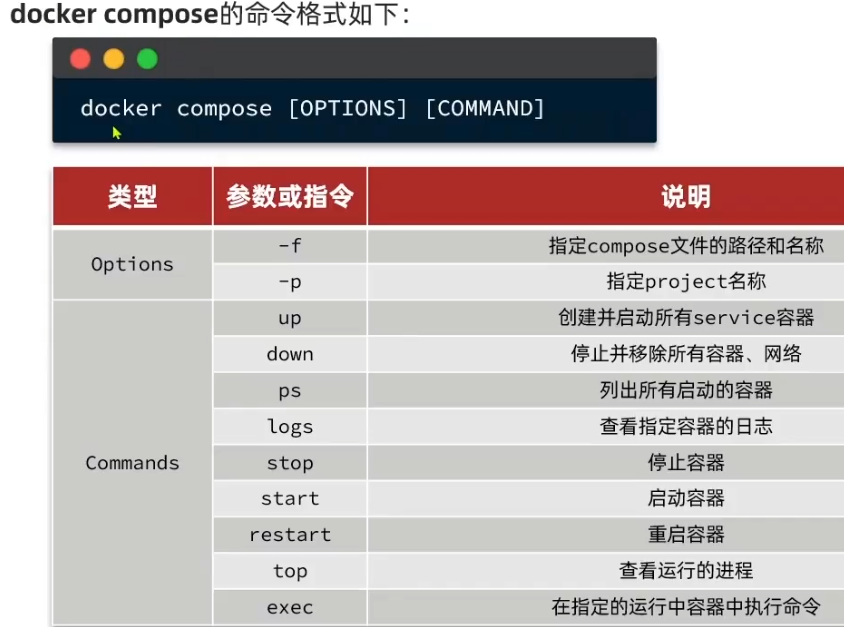 docker compose的命令格式如下：
docker compose [OPTIONS] [COMMAND]
类型 参数或指令 说明
Options
-f 指定compose文件的路径和名称
-p 指定project名称
Commands
up 创建并启动所有service容器
down 停止并移除所有容器、网络
ps 列出所有启动的容器
logs 查看指定容器的日志
stop 停止容器
start 启动容器
restart 重启容器
top 查看运行的进程
exec 在指定的运行中容器中执行命令